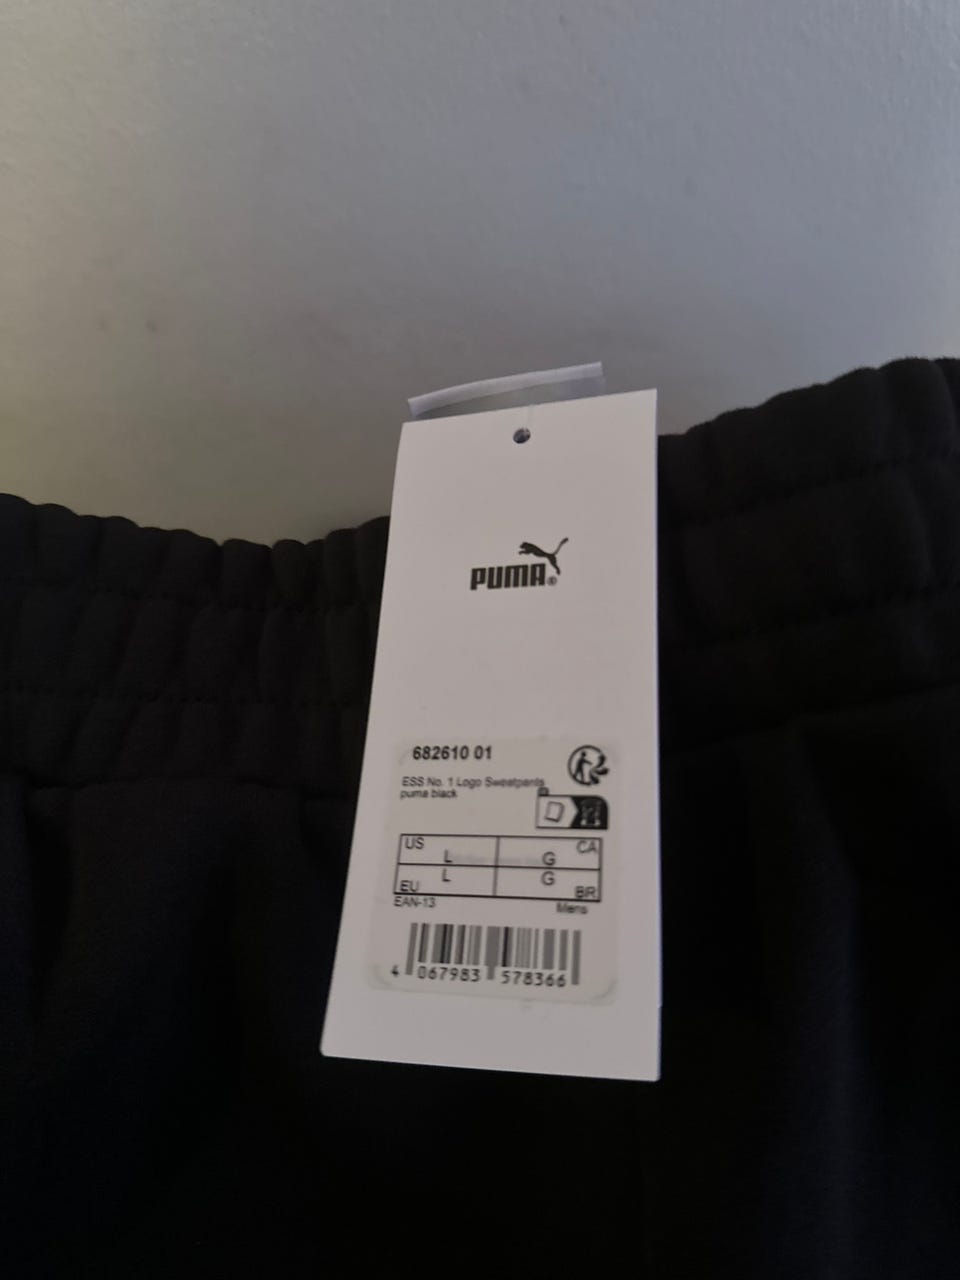 PUMA®
682610 01
ESS No. 1 Logo Sweatpants
puma black
US L G CA
EU L G BR
EAN-13 Mens
4 067983 578366